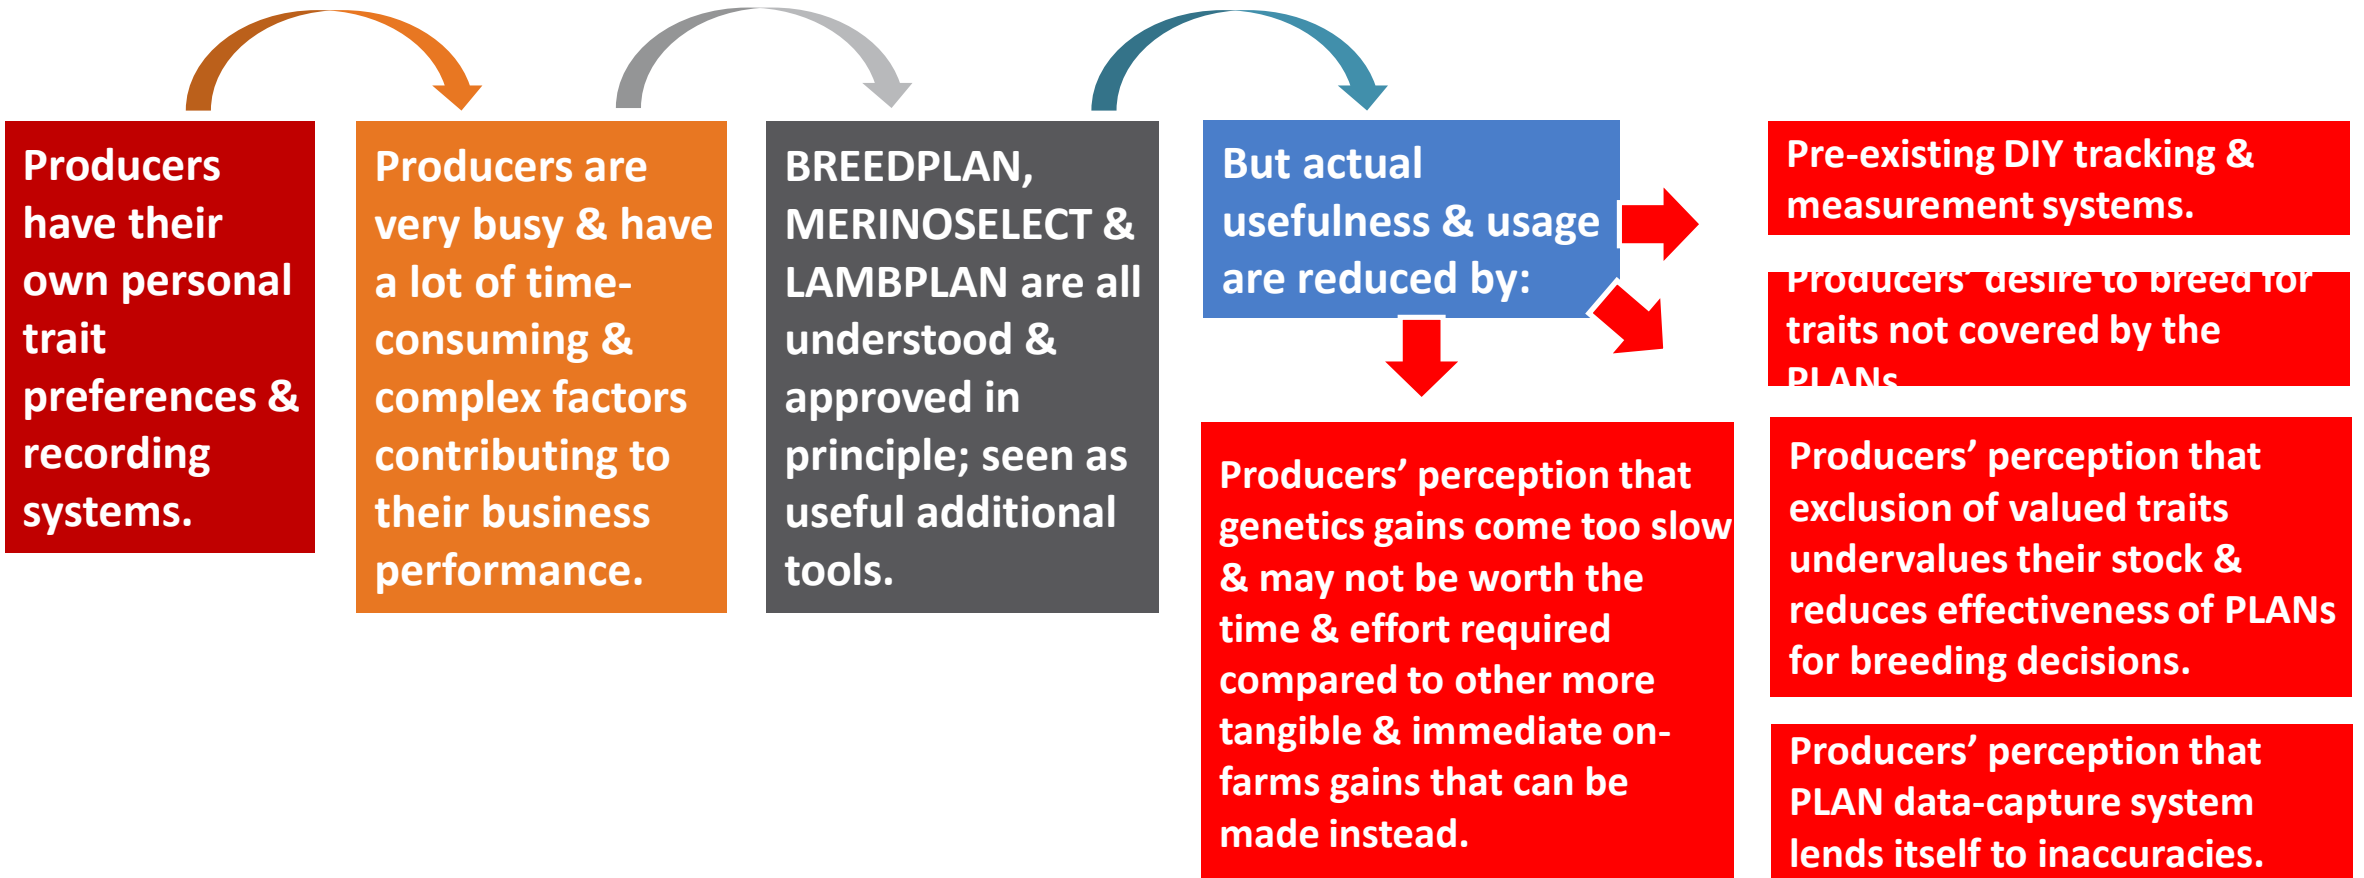 Producers
have their
own personal
trait
preferences &
recording
systems.
Producers are
very busy & have
a lot of time-
consuming &
complex factors
contributing to
their business
performance.
BREEDPLAN,
MERINOSELECT &
LAMBPLAN are all
understood &
approved in
principle; seen as
useful additional
tools.
But actual
usefulness & usage
are reduced by:
Producers’ perception that
genetics gains come too slow
& may not be worth the
time & effort required
compared to other more
tangible & immediate on-
farms gains that can be
made instead.
Pre-existing DIY tracking &
measurement systems.
Producers’ desire to breed for
traits not covered by the
PLANs
Producers’ perception that
exclusion of valued traits
undervalues their stock &
reduces effectiveness of PLANs
for breeding decisions.
Producers’ perception that
PLAN data-capture system
lends itself to inaccuracies.